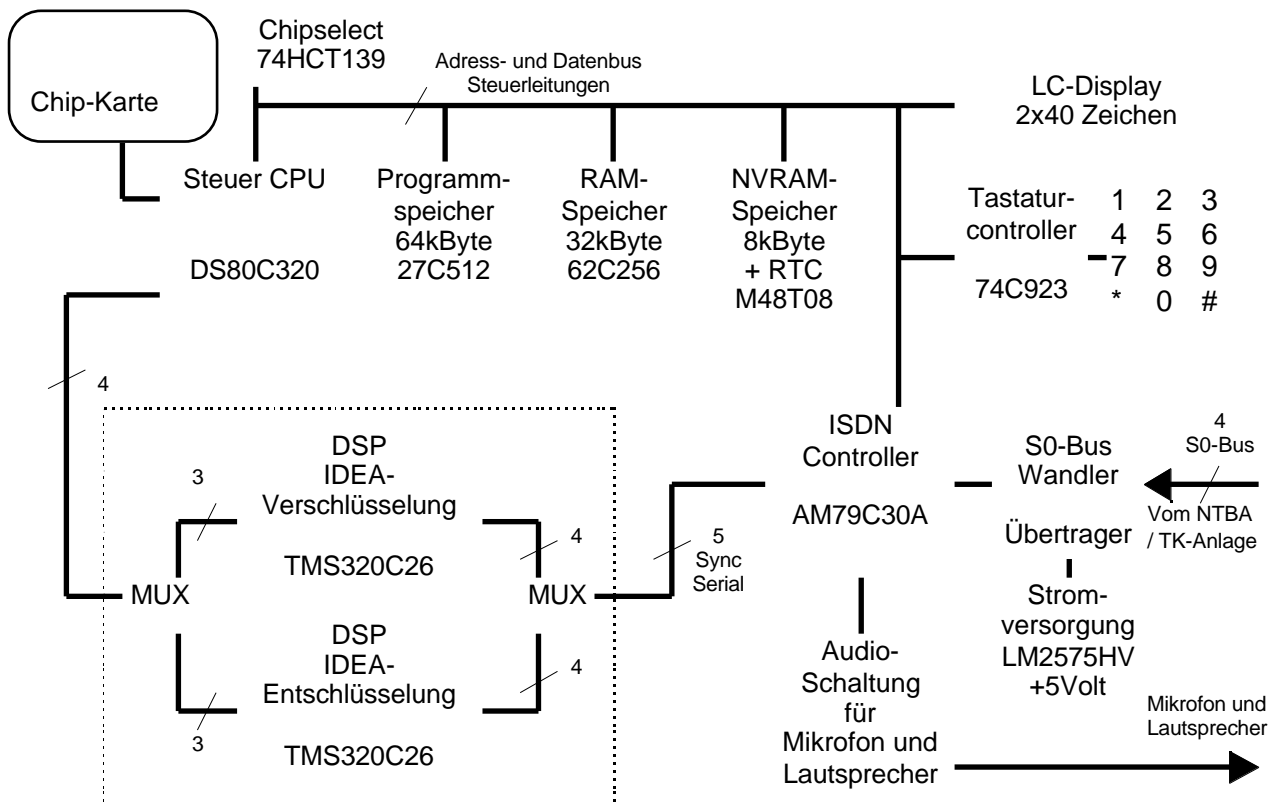 Chip-Karte
Chipselect
74HCT139
Adress- und Datenbus
Steuerleitungen
LC-Display
2x40 Zeichen
Steuer CPU
DS80C320
Programm-
speicher
64kByte
27C512
RAM-
Speicher
32kByte
62C256
NVRAM-
Speicher
8kByte
+ RTC
M48T08
Tastatur-
controller
74C923
1 2 3
4 5 6
7 8 9
* 0 #
4
DSP
IDEA-
Verschlüsselung
TMS320C26
3
4
MUX
MUX
DSP
IDEA-
Entschlüsselung
TMS320C26
3
4
5
Sync
Serial
ISDN
Controller
AM79C30A
S0-Bus
Wandler
Übertrager
4
S0-Bus
Vom NTBA
/ TK-Anlage
Strom-
versorgung
LM2575HV
+5Volt
Audio-
Schaltung
für
Mikrofon und
Lautsprecher
Mikrofon und
Lautsprecher